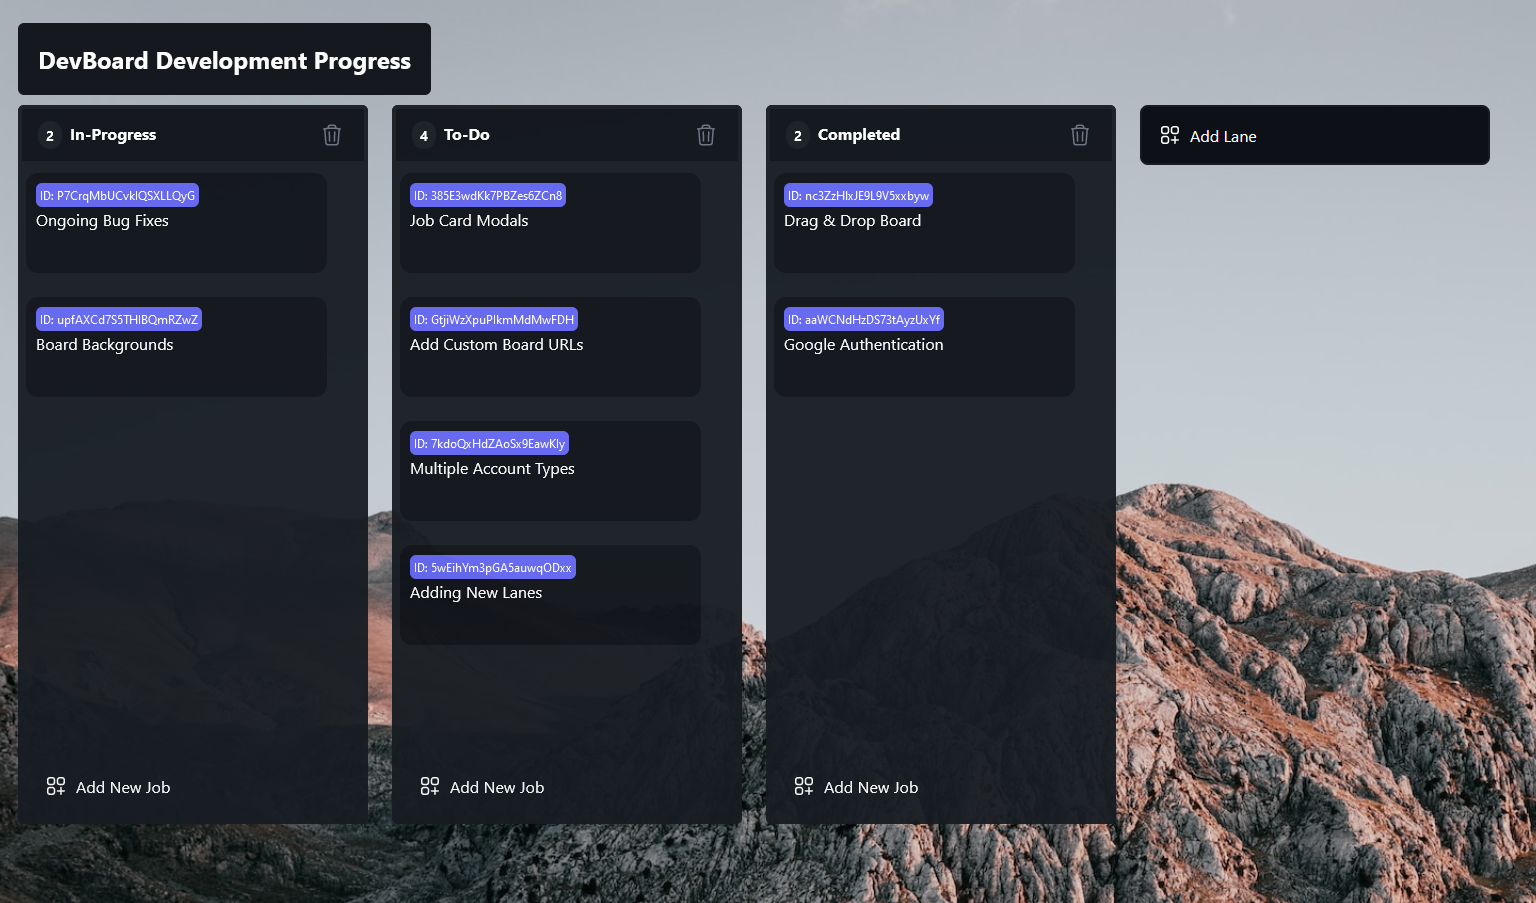 DevBoard Development Progress
2 In-Progress
ID: P7CrqMbUCvklQSXLLQyG
Ongoing Bug Fixes
ID: upfAXCd7S5THlBQmRZwZ
Board Backgrounds
Add New Job
4 To-Do
ID: 385E3wdKk7PBZes6ZCn8
Job Card Modals
ID: GtjiWzXpuPlkmMdMwFDH
Add Custom Board URLs
ID: 7kdoQxHdZAoSx9EawKly
Multiple Account Types
ID: 5wEihYm3pGA5auwqODxx
Adding New Lanes
Add New Job
2 Completed
ID: nc3ZzHlxJE9L9V5xxbyw
Drag & Drop Board
ID: aaWCNdHzDS73tAyzUxYf
Google Authentication
Add New Job
Add Lane